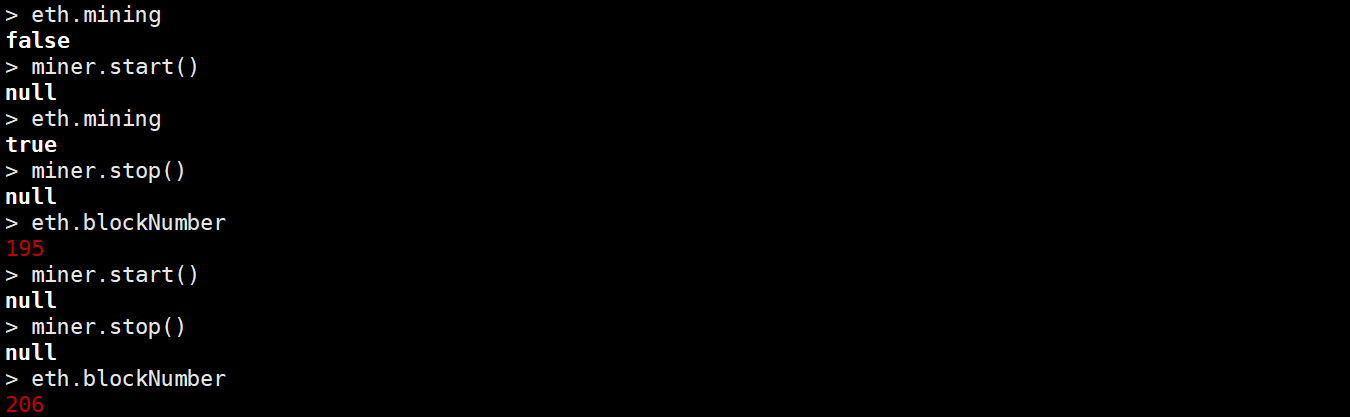 > eth.mining
false
> miner.start()
null
> eth.mining
true
> miner.stop()
null
> eth.blockNumber
195
> miner.start()
null
> miner.stop()
null
> eth.blockNumber
206